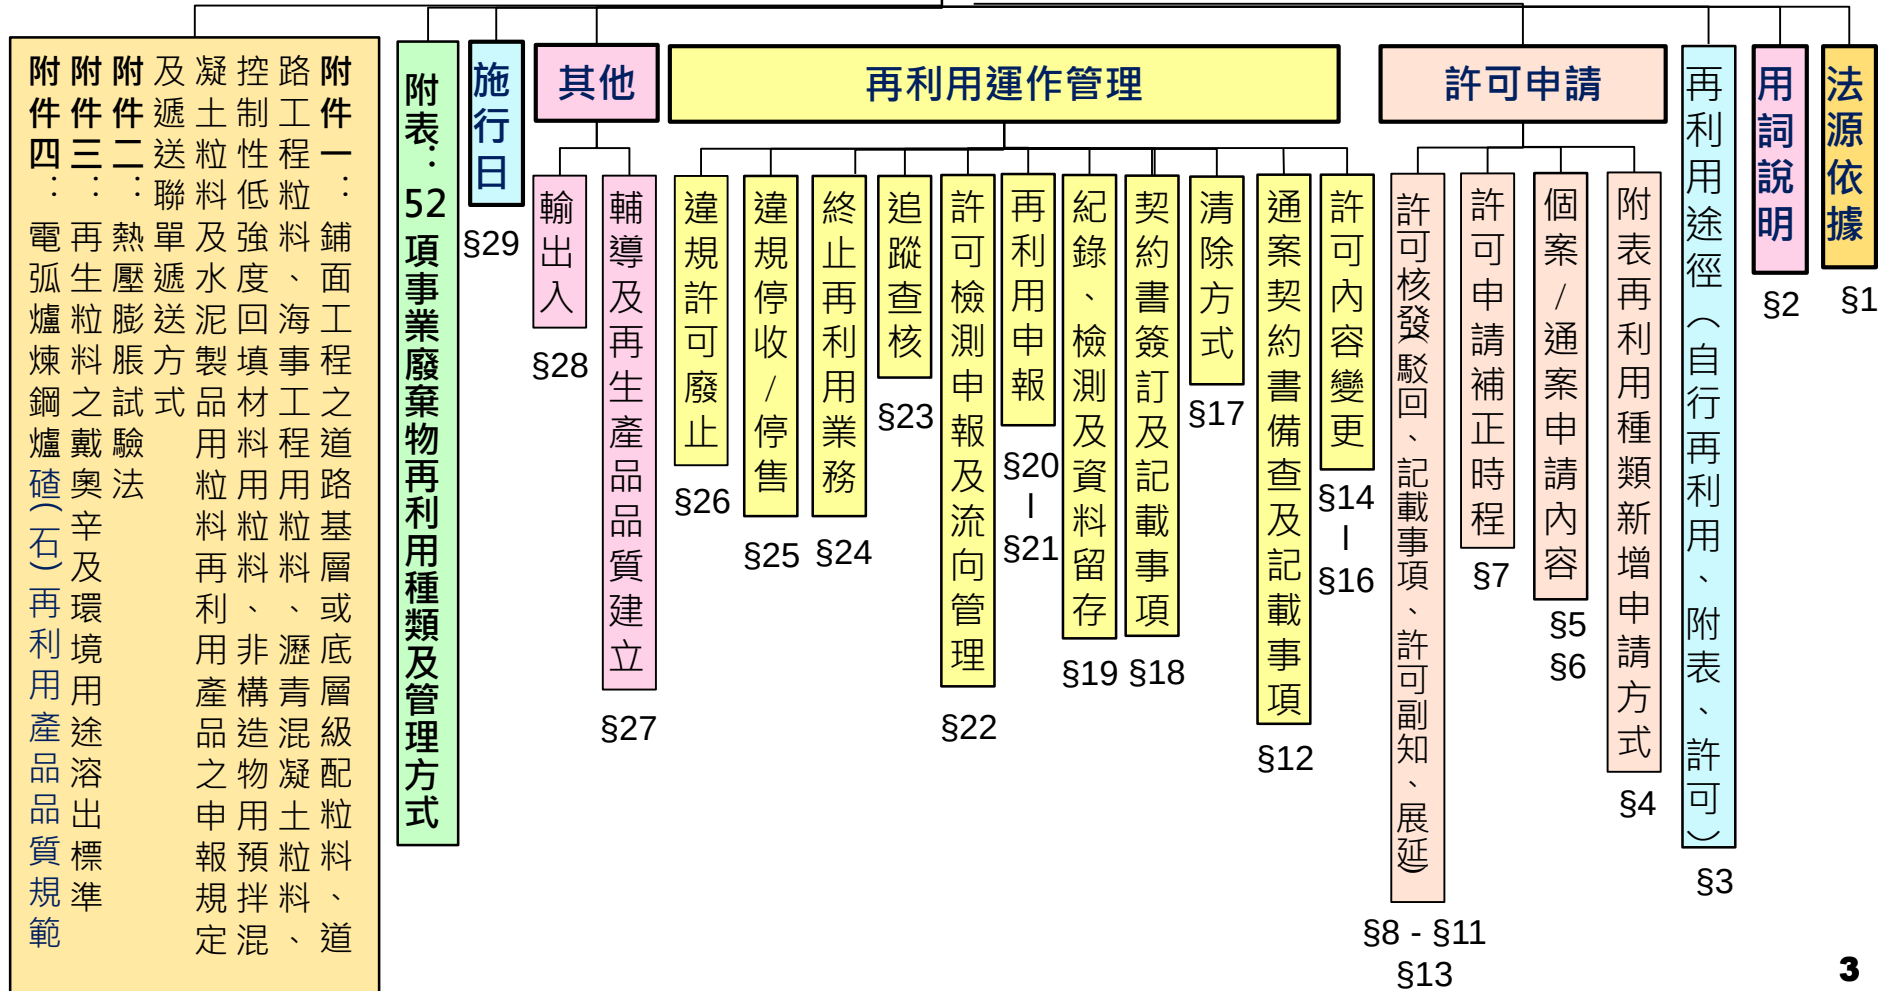 法源依據
§1
用詞說明
§2
再利用途徑（自行再利用、附表、許可）
§3
許可申請
附表再利用種類新增申請方式
§4
個案/通案申請內容
§5
§6
許可申請補正時程
§7
許可核發(駁回、記載事項、許可副知、展延)
§8 - §11
§13
再利用運作管理
許可內容變更
§14
|
§16
通案契約書備查及記載事項
§12
清除方式
§17
契約書簽訂及記載事項
§18
紀錄、檢測及資料留存
§19
再利用申報
§20
|
§21
許可檢測申報及流向管理
§22
追蹤查核
§23
終止再利用業務
§24
違規停收/停售
§25
違規許可廢止
§26
其他
輔導及再生產品品質建立
§27
輸出入
§28
施行日
§29
附表：52項事業廢棄物再利用種類及管理方式
附件一：鋪面工程之道路基層或底層級配粒料、道
路工程粒料、海事工程用粒料、瀝青混凝土粒料、
控制性低強度回填材料用粒料、非構造物用預拌混
凝土粒料及水泥製品用粒料再利用產品之申報規定
及遞送聯單遞送方式
附件二：熱壓膨脹試驗法
附件三：再生粒料之戴奧辛及環境用途溶出標準
附件四：電弧爐煉鋼爐碴(石)再利用產品品質規範
3